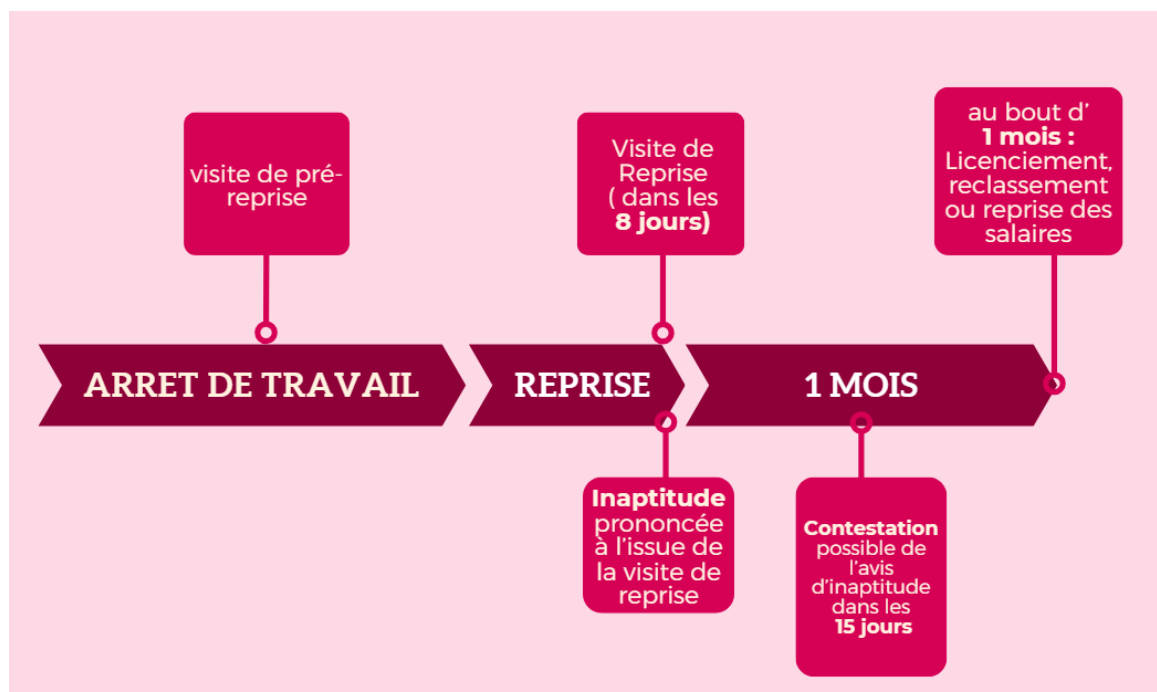 visite de pré-
reprise
Visite de
Reprise
( dans les
8 jours)
au bout d’
1 mois :
Licenciement,
reclassement
ou reprise des
salaires
ARRET DE TRAVAIL
REPRISE
1 MOIS
Inaptitude
prononcée
à l’issue de
la visite de
reprise
Contestation
possible de
l’avis
d’inaptitude
dans les
15 jours